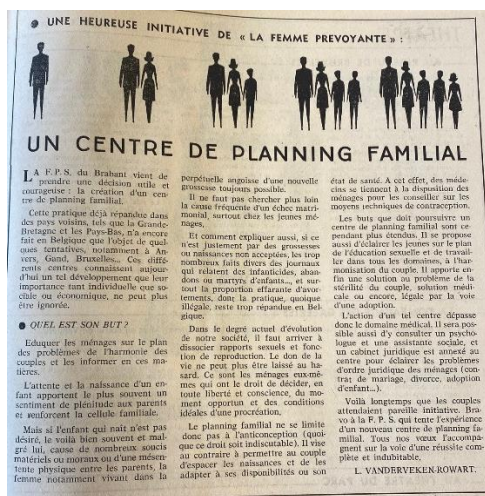 ● UNE HEUREUSE INITIATIVE DE « LA FEMME PREVOYANTE » :
UN CENTRE DE PLANNING FAMILIAL
LA F.P.S. du Brabant vient de
prendre une décision utile et
courageuse : la création d'un cen-
tre de planning familial.
Cette pratique déjà répandue dans
des pays voisins, tels que la Grande-
Bretagne et les Pays-Bas, n'a encore
fait en Belgique que l'objet de quel-
ques tentatives, notamment à An-
vers, Gand, Bruxelles... Ces diffé-
rents centres connaissent aujour-
d'hui un tel développement que leur
importance tant individuelle que so-
ciale ou économique, ne peut plus
être ignorée.
● QUEL EST SON BUT ?
Eduquer les ménages sur le plan
des problèmes de l'harmonie des
couples et les informer en ces ma-
tières.
L'attente et la naissance d'un en-
fant apportent le plus souvent un
sentiment de plénitude aux parents
et renforcent la cellule familiale.
Mais si l'enfant qui naît n'est pas
désiré, le voilà bien souvent et mal-
gré lui, cause de nombreux soucis
matériels ou moraux ou d'une mésen-
tente physique entre les parents, la
femme notamment vivant dans la
perpétuelle angoisse d'une nouvelle
grossesse toujours possible.
Il ne faut pas chercher plus loin
la cause fréquente d'un échec matri-
monial, surtout chez les jeunes mé-
nages.
Et comment expliquer aussi, si ce
n'est justement par des grossesses
ou naissances non acceptées, les trop
nombreux faits divers des journaux
qui relatent des infanticides, aban-
dons ou martyrs d'enfants... et sur-
tout la proportion effarante d'avor-
tements, dont la pratique, quoique
illégale, reste trop répandue en Bel-
gique.
Dans le degré actuel d'évolution
de notre société, il faut arriver à
dissocier rapports sexuels et fonc-
tion de reproduction. Le don de la
vie ne peut plus être laissé au ha-
sard. Ce sont les ménages eux-mê-
mes qui ont le droit de décider, en
toute liberté et conscience, du mo-
ment opportun et des conditions
idéales d'une procréation.
Le planning familial ne se limite
donc pas à l'anticonception (quoi-
que ce droit soit indiscutable). Il vise
au contraire à permettre au couple
d'espacer les naissances et de les
adapter à ses disponibilités ou son
état de santé. A cet effet, des méde-
cins se tiennent à la disposition des
ménages pour les conseiller sur les
moyens techniques de contraception.
Les buts que doit poursuivre un
centre de planning familial sont ce-
pendant plus étendus. Il se propose
aussi d'éclairer les jeunes sur le plan
de l'éducation sexuelle et de travail-
ler dans tous les domaines, à l'har-
monisation du couple. Il apporte en-
fin une solution au problème de la
stérilité du couple, solution médi-
cale ou encore, légale par la voie
d'une adoption.
L'action d'un tel centre dépasse
donc le domaine médical. Il sera pos-
sible aussi d'y consulter un psycho-
logue et une assistante sociale, et
un cabinet juridique est annexé au
centre pour éclairer les problèmes
d'ordre juridique des ménages (con-
trat de mariage, divorce, adoption
d'enfant...).
Voilà longtemps que les couples
attendaient pareille initiative. Bra-
vo à la F.P.S. qui tente l'expérience
d'un nouveau centre de planning fa-
milial. Tous nos vœux l'accompa-
gnent sur la voie d'une réussite com-
plète et indubitable.
L. VANDERVEKEN-ROWART.